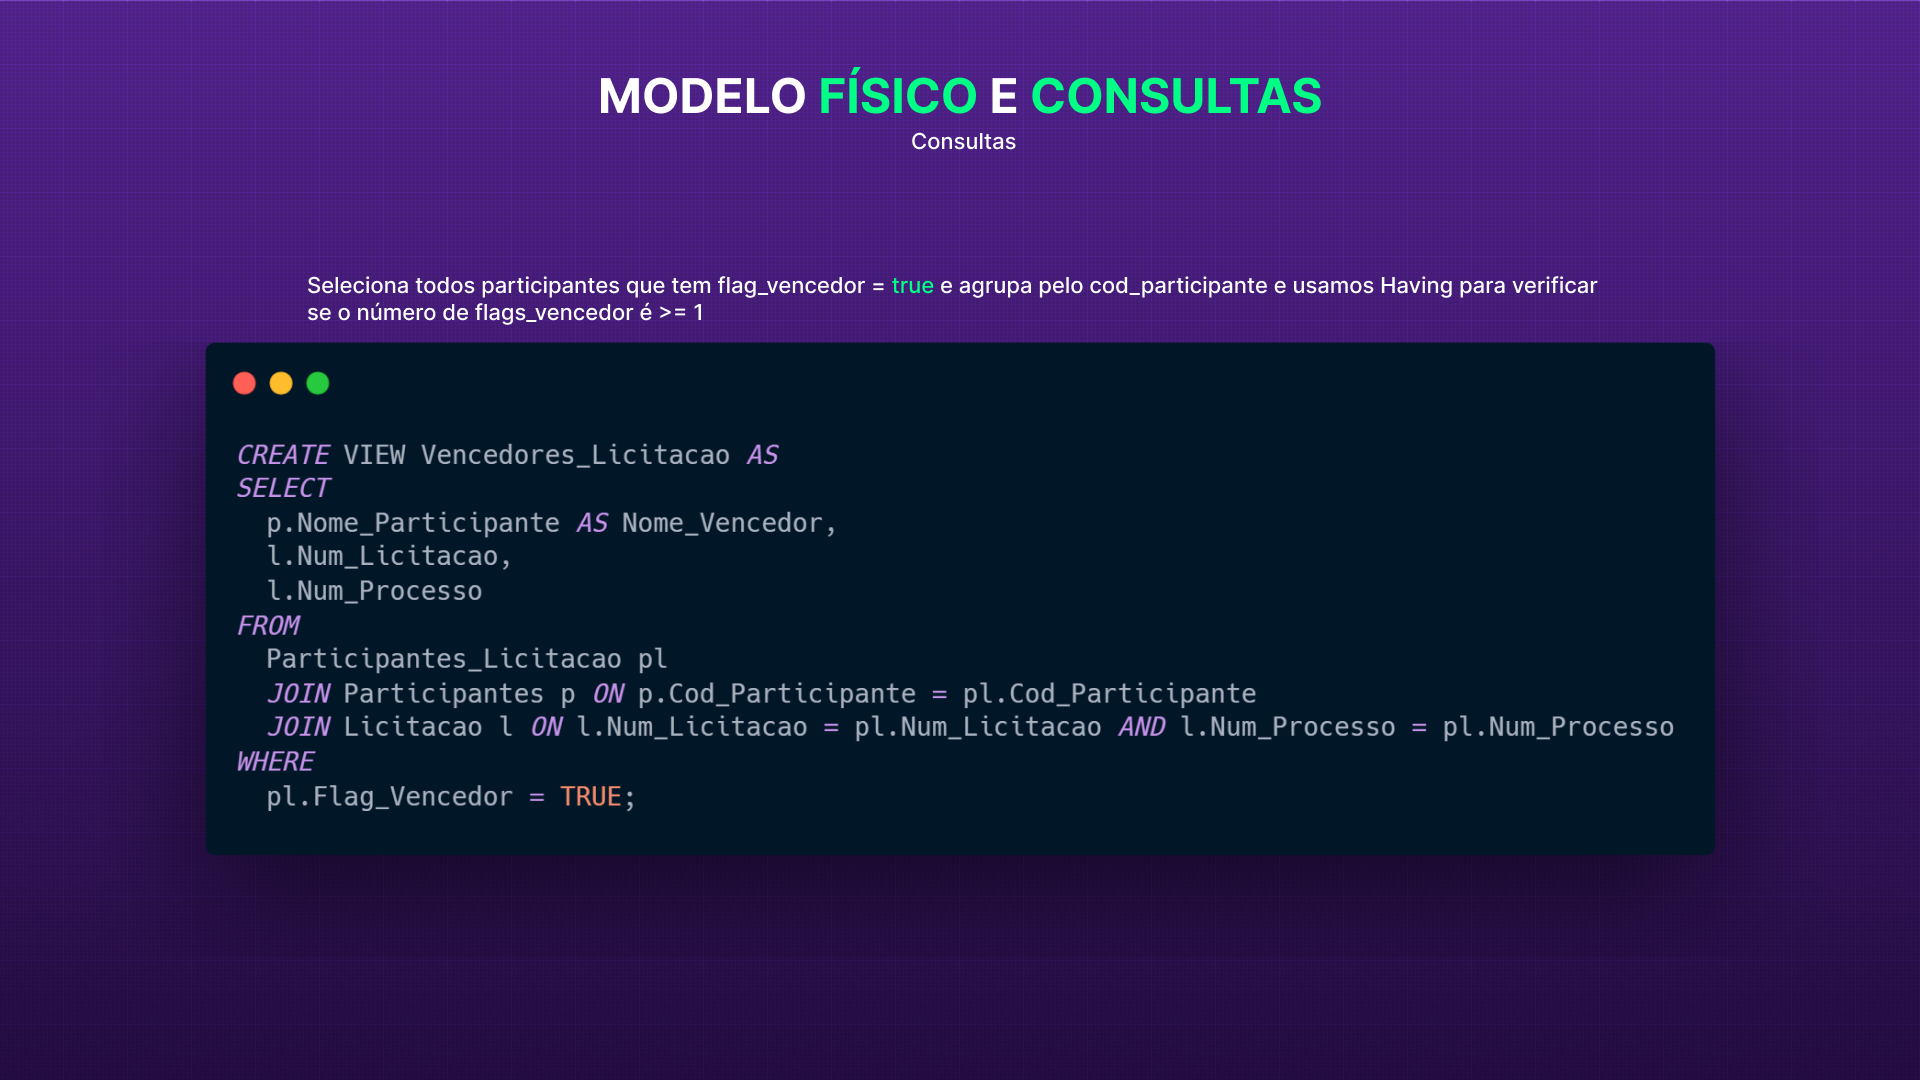 MODELO FÍSICO E CONSULTAS
Consultas
Seleciona todos participantes que tem flag_vencedor = true e agrupa pelo cod_participante e usamos Having para verificar
se o número de flags_vencedor é >= 1
CREATE VIEW Vencedores_Licitacao AS
SELECT
  p.Nome_Participante AS Nome_Vencedor,
  l.Num_Licitacao,
  l.Num_Processo
FROM
  Participantes_Licitacao pl
  JOIN Participantes p ON p.Cod_Participante = pl.Cod_Participante
  JOIN Licitacao l ON l.Num_Licitacao = pl.Num_Licitacao AND l.Num_Processo = pl.Num_Processo
WHERE
  pl.Flag_Vencedor = TRUE;